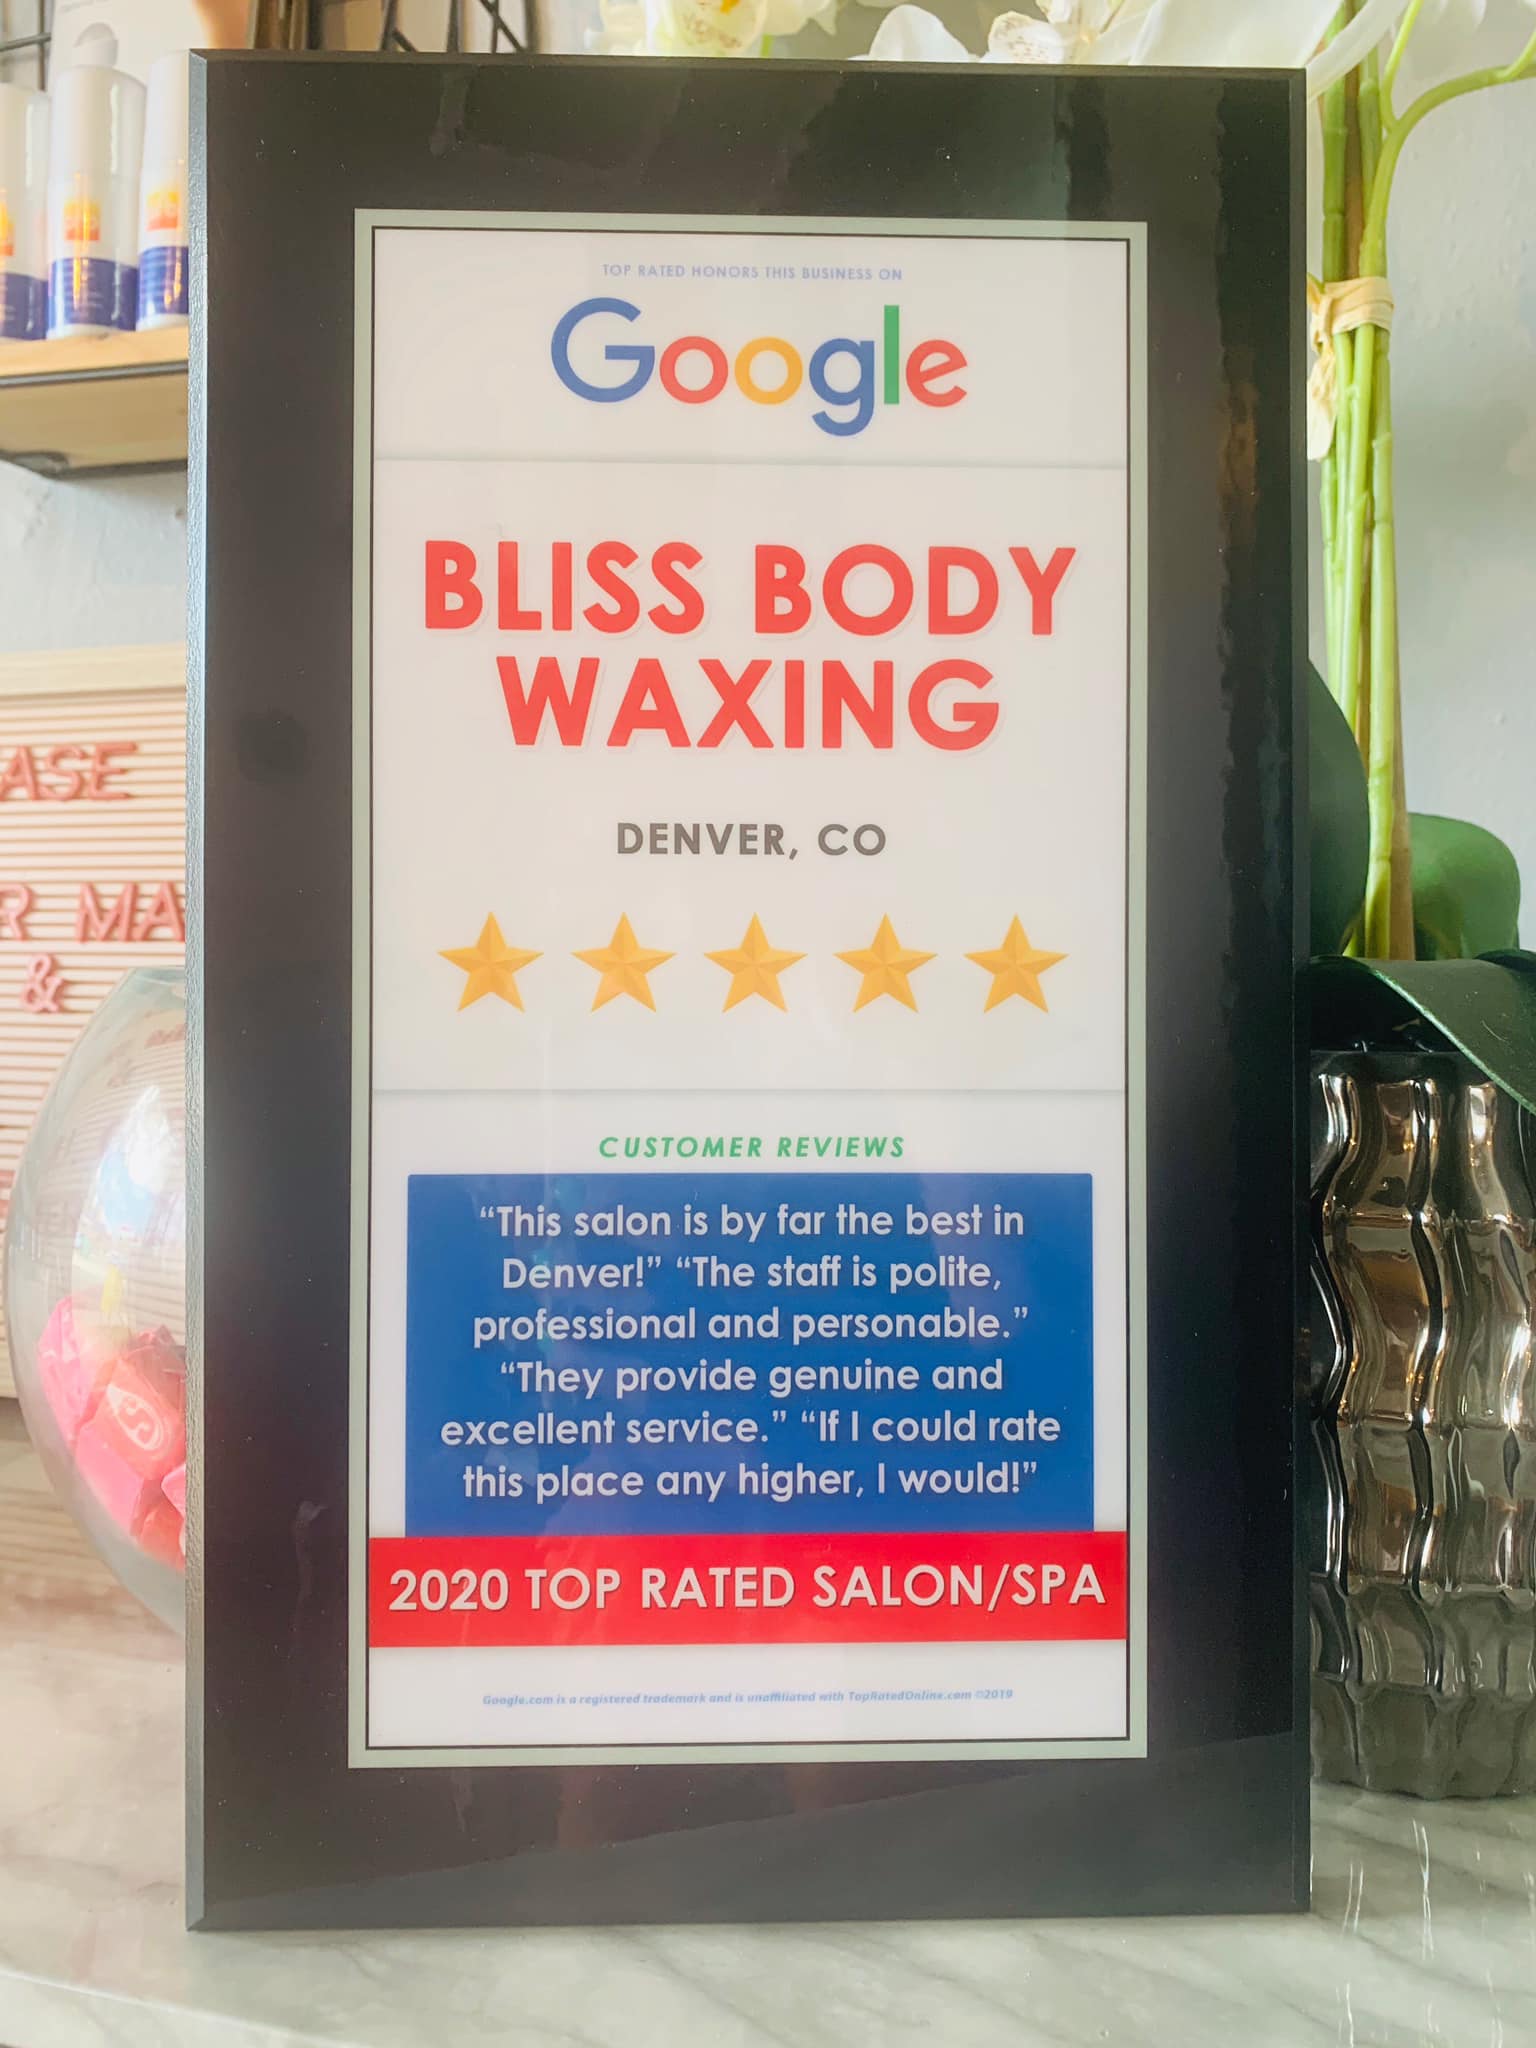 TOP RATED HONORS THIS BUSINESS ON
Google
BLISS BODY
WAXING
DENVER, CO
CUSTOMER REVIEWS
“This salon is by far the best in
Denver!” “The staff is polite,
professional and personable.”
“They provide genuine and
excellent service.” “If I could rate
this place any higher, I would!”
2020 TOP RATED SALON/SPA
Google.com is a registered trademark and is unaffiliated with TopRatedOnline.com ©2019
ASE
R MA
&